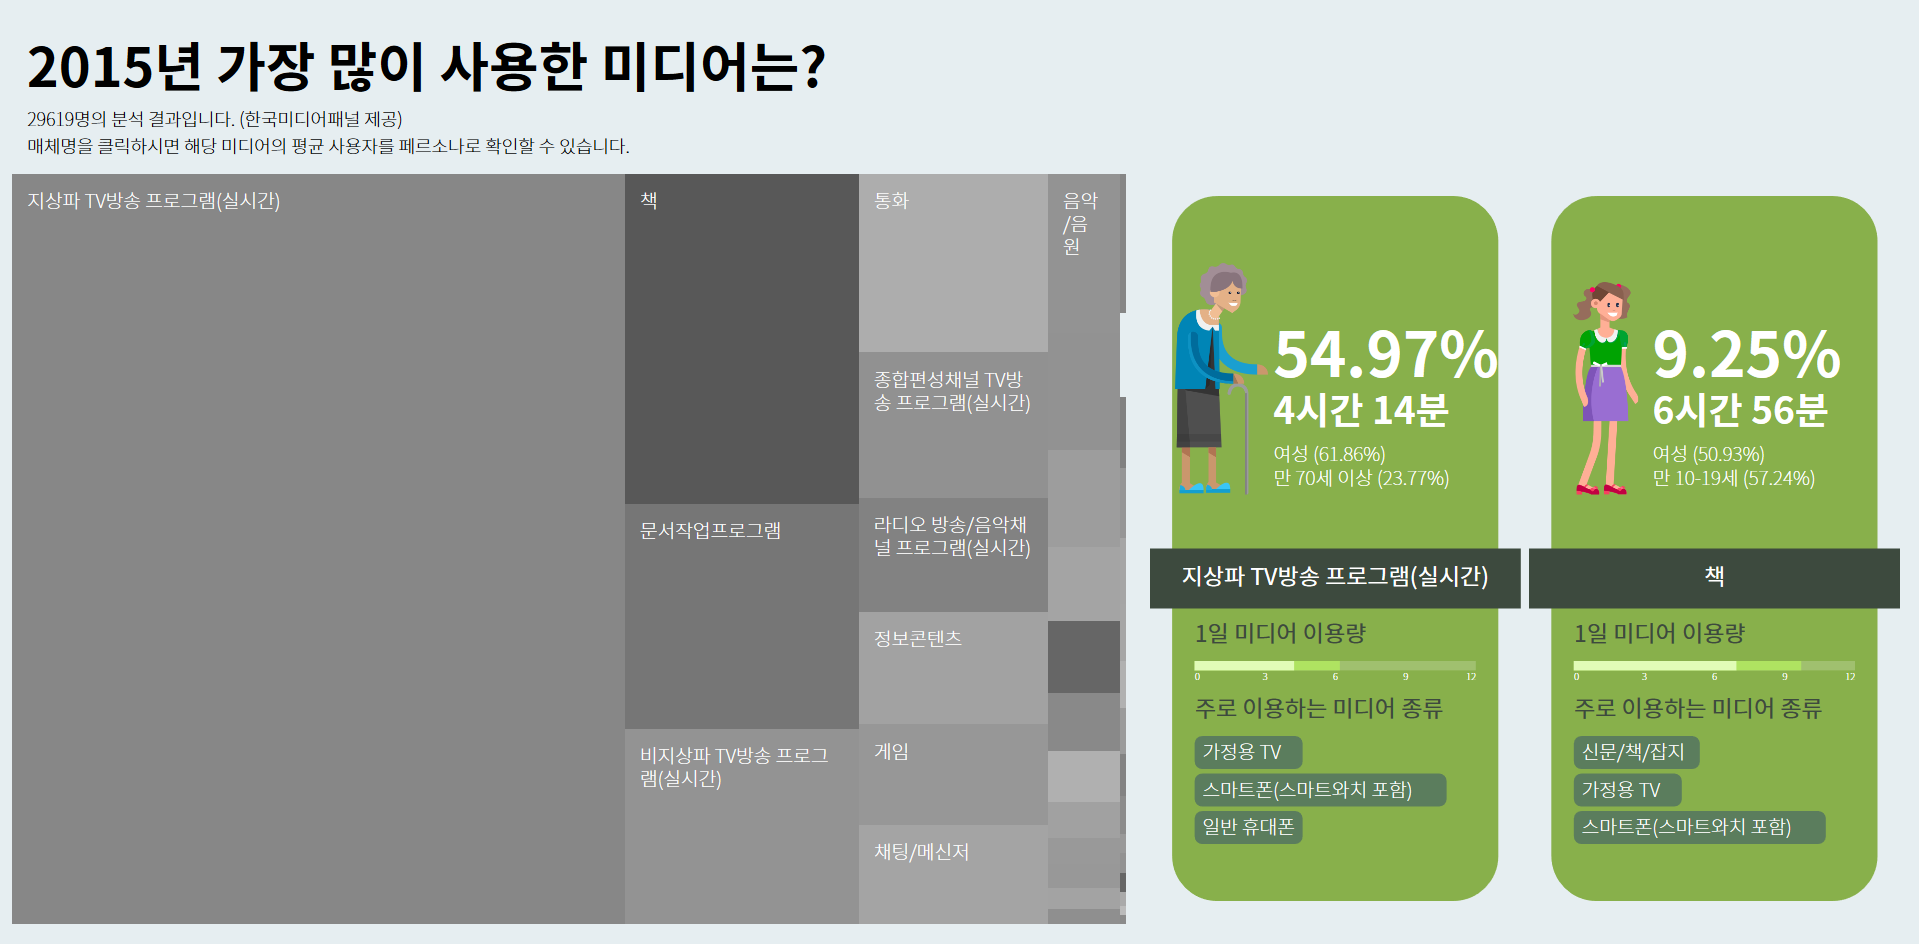 2015년 가장 많이 사용한 미디어는?
29619명의 분석 결과입니다. (한국미디어패널 제공)
매체명을 클릭하시면 해당 미디어의 평균 사용자를 페르소나로 확인할 수 있습니다.
지상파 TV방송 프로그램(실시간)
책
문서작업프로그램
비지상파 TV방송 프로그
램(실시간)
통화
종합편성채널 TV방
송 프로그램(실시간)
라디오 방송/음악채
널 프로그램(실시간)
정보콘텐츠
게임
채팅/메신저
음악
/음
원
54.97%
4시간 14분
여성 (61.86%)
만 70세 이상 (23.77%)
지상파 TV방송 프로그램(실시간)
1일 미디어 이용량
0 3 6 9 12
주로 이용하는 미디어 종류
가정용 TV
스마트폰(스마트와치 포함)
일반 휴대폰
9.25%
6시간 56분
여성 (50.93%)
만 10-19세 (57.24%)
책
1일 미디어 이용량
0 3 6 9 12
주로 이용하는 미디어 종류
신문/책/잡지
가정용 TV
스마트폰(스마트와치 포함)